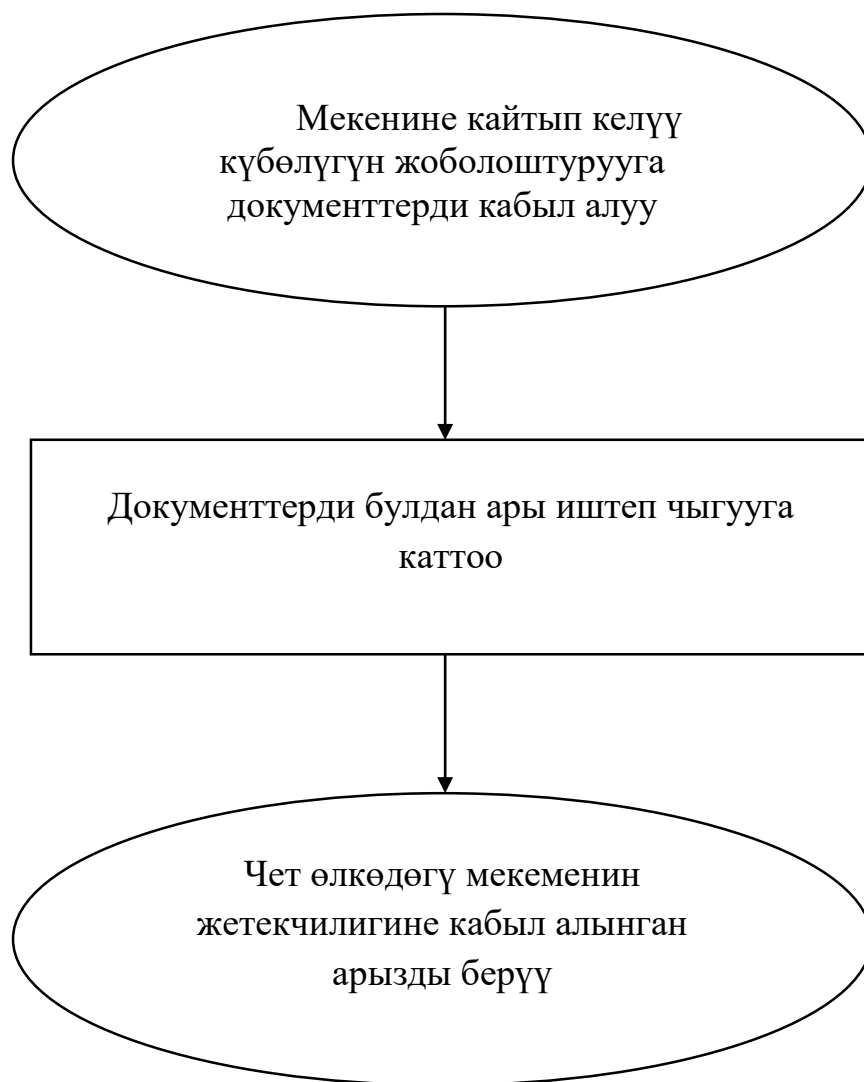 Мекенине кайтып келүү
күбөлүгүн жоболоштурууга
документтерди кабыл алуу
Документтерди булдан ары иштеп чыгууга
каттоо
Чет өлкөдөгү мекеменин
жетекчилигине кабыл алынган
арызды берүү